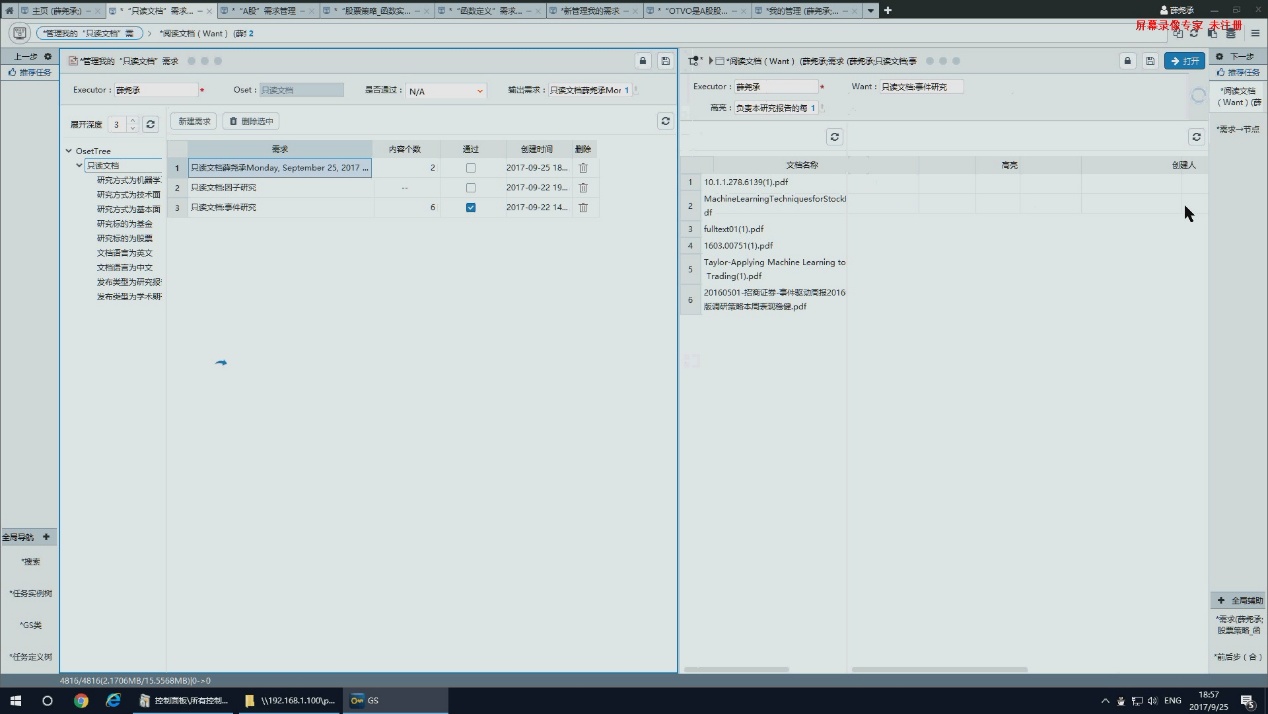 主页 (薛尧承;)
* "只读文档" 需求...
* "A股" 需求管理
* "股票策略_函数实...
* "函数定义" 需求...
*新管理我的需求
* "OTVO是A股股...
*我的管理 (薛尧承;...
薛尧承
屏幕录像专家 未注册
*管理我的 "只读文档" 需
*阅读文档 ( Want ) (薛 2
上一步
推荐任务
*管理我的 "只读文档" 需求
*阅读文档 ( Want ) (薛尧承;需求 (薛尧承;只读文档;事
打开
下一步
推荐任务
*阅读文档
( Want ) (薛
*需求→节点
Executor :
薛尧承
*
Oset :
只读文档
是否通过 :
N/A
输出需求 :
只读文档薛尧承Mor 1
Executor :
薛尧承
*
Want :
只读文档;事件研究
高亮 :
负责本研究报告的每 1
展开深度
3
新建需求
删除选中
OsetTree
只读文档
研究方式为机器学
研究方式为技术面
研究方式为基本面
研究标的为基金
研究标的为股票
文档语言为英文
文档语言为中文
发布类型为研究报
发布类型为学术期
需求 内容个数 通过 创建时间 删除
1 只读文档薛尧承Monday, September 25, 2017 ... 2 2017-09-25 18...
2 只读文档;因子研究 -- 2017-09-22 19...
3 只读文档;事件研究 6 2017-09-22 14...
文档名称 高亮 创建人
1 10.1.1.278.6139(1).pdf
2 MachineLearningTechniquesforStock
df
3 fulltext01(1).pdf
4 1603.00751(1).pdf
5 Taylor-Applying Machine Learning to
Trading(1).pdf
6 20160501-招商证券-事件驱动周报2016
版调研策略本周表现稳健.pdf
全局导航
*搜索
*任务实例树
*GS类
*任务定义树
全局辅助
*需求(薛尧承;
股票策略_函
*前后步 ( 合 )
4816/4816(2.1706MB/15.5568MB)|0->0
控制面板\所有控制...
\\192.168.1.100\p...
GS
ENG
18:57
2017/9/25
5